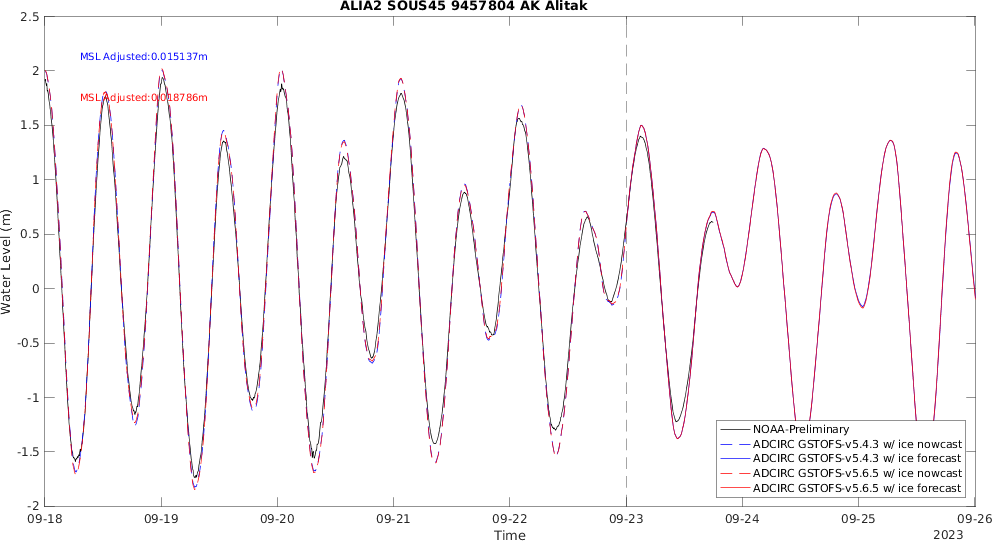 ALIA2 SOUS45 9457804 AK Alitak
2.5
2
1.5
1
0.5
0
-0.5
-1
-1.5
-2
Water Level (m)
MSL Adjusted:0.015137m
MSL Adjusted:0.018786m
NOAA-Preliminary
ADCIRC GSTOFS-v5.4.3 w/ ice nowcast
ADCIRC GSTOFS-v5.4.3 w/ ice forecast
ADCIRC GSTOFS-v5.6.5 w/ ice nowcast
ADCIRC GSTOFS-v5.6.5 w/ ice forecast
09-18 09-19 09-20 09-21 09-22 09-23 09-24 09-25 09-26
Time
2023